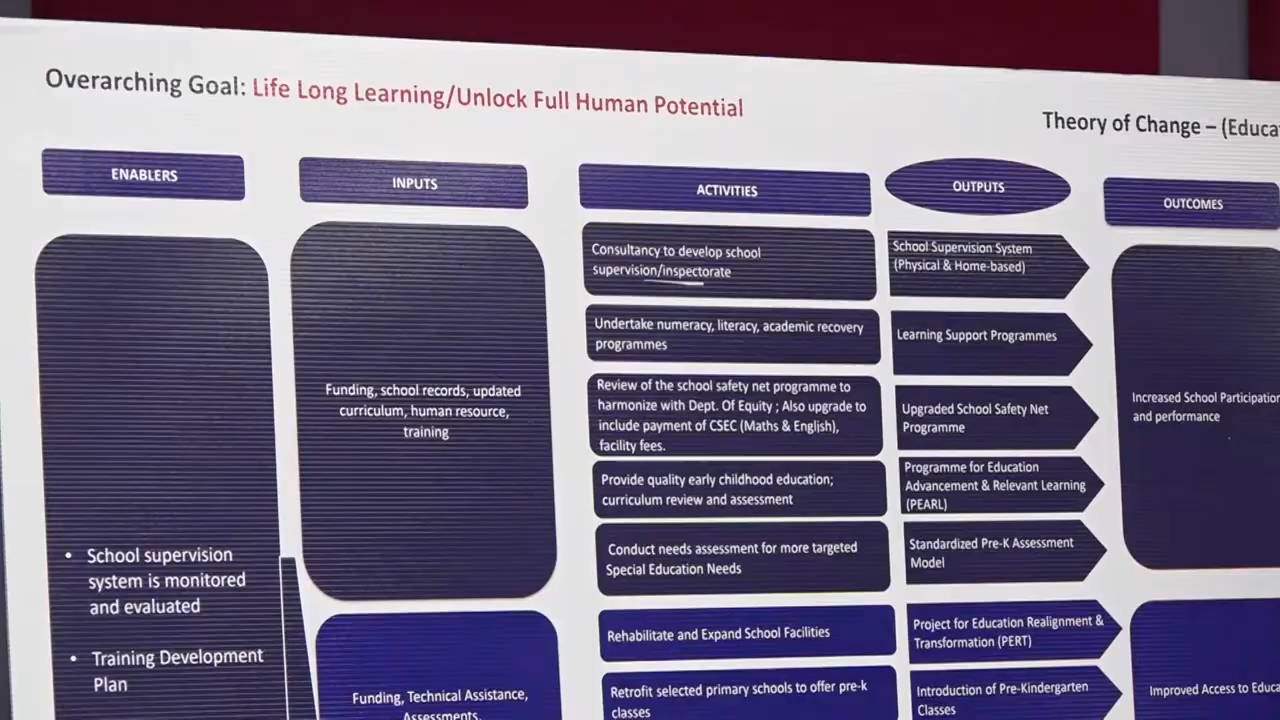 Overarching Goal: Life Long Learning/Unlock Full Human Potential
Theory of Change – (Educa
ENABLERS
INPUTS
ACTIVITIES
OUTPUTS
OUTCOMES
School supervision
system is monitored
and evaluated
Training Development
Plan
Funding, school records, updated
curriculum, human resource,
training
Funding, Technical Assistance,
Assessments,
Consultancy to develop school
supervision/inspectorate
Undertake numeracy, literacy, academic recovery
programmes
Review of the school safety net programme to
harmonize with Dept. Of Equity ; Also upgrade to
include payment of CSEC (Maths & English),
facility fees.
Provide quality early childhood education;
curriculum review and assessment
Conduct needs assessment for more targeted
Special Education Needs
Rehabilitate and Expand School Facilities
Retrofit selected primary schools to offer pre-k
classes
School Supervision System
(Physical & Home-based)
Learning Support Programmes
Upgraded School Safety Net
Programme
Programme for Education
Advancement & Relevant Learning
(PEARL)
Standardized Pre-K Assessment
Model
Project for Education Realignment &
Transformation (PERT)
Introduction of Pre-Kindergarten
Classes
Increased School Participation
and performance
Improved Access to Educa